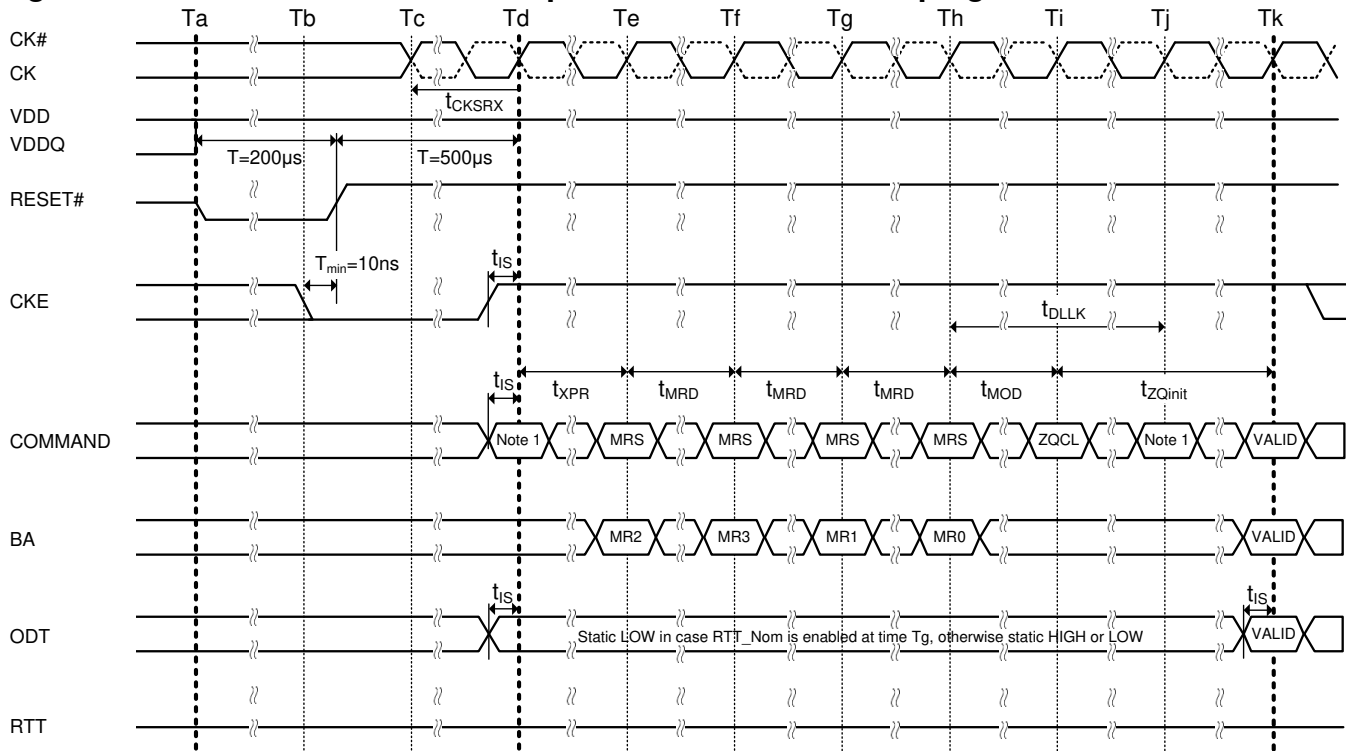 Ta Tb Tc Td Te Tf Tg Th Ti Tj Tk
CK#
CK
tCKSRX
VDD
VDDQ
T=200μs T=500μs
RESET#
Tmin=10ns tIS
CKE
tDLLK
tIS tXPR tMRD tMRD tMRD tMOD tZQinit
COMMAND Note 1 MRS MRS MRS MRS ZQCL Note 1 VALID
BA MR2 MR3 MR1 MR0 VALID
tIS tIS
ODT Static LOW in case RTT_Nom is enabled at time Tg, otherwise static HIGH or LOW VALID
RTT